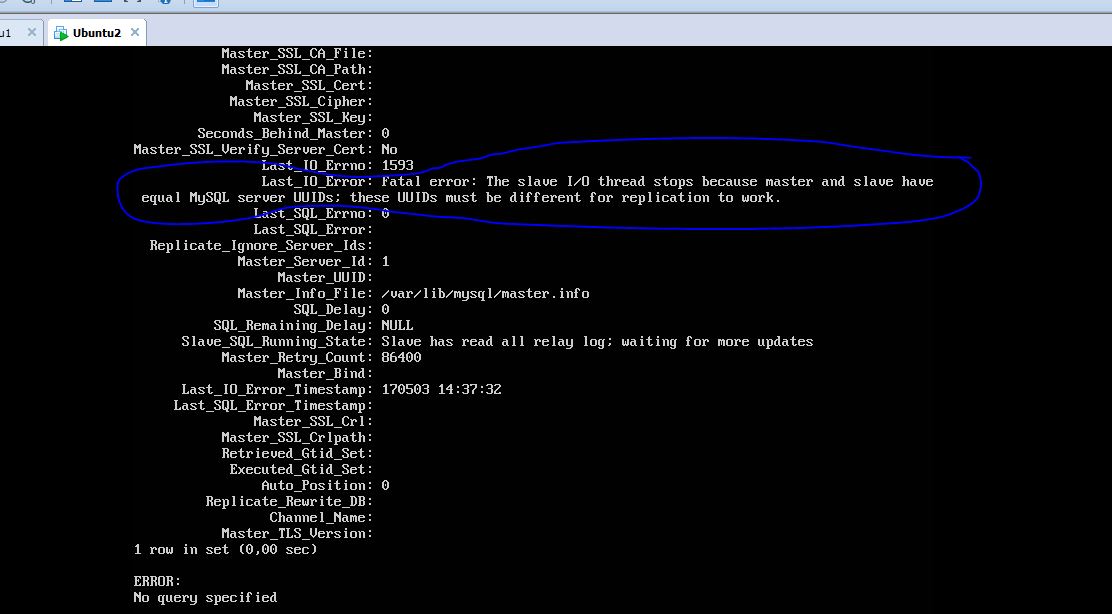 u1
Ubuntu2
Master_SSL_CA_File:
Master_SSL_CA_Path:
Master_SSL_Cert:
Master_SSL_Cipher:
Master_SSL_Key:
Seconds_Behind_Master: 0
Master_SSL_Verify_Server_Cert: No
Last_IO_Errno: 1593
Last_IO_Error: Fatal error: The slave I/O thread stops because master and slave have
equal MySQL server UUIDs; these UUIDs must be different for replication to work.
Last_SQL_Errno: 0
Last_SQL_Error:
Replicate_Ignore_Server_Ids:
Master_Server_Id: 1
Master_UUID:
Master_Info_File: /var/lib/mysql/master.info
SQL_Delay: 0
SQL_Remaining_Delay: NULL
Slave_SQL_Running_State: Slave has read all relay log; waiting for more updates
Master_Retry_Count: 86400
Master_Bind:
Last_IO_Error_Timestamp: 170503 14:37:32
Last_SQL_Error_Timestamp:
Master_SSL_Crl:
Master_SSL_Crlpath:
Retrieved_Gtid_Set:
Executed_Gtid_Set:
Auto_Position: 0
Replicate_Rewrite_DB:
Channel_Name:
Master_TLS_Version:
1 row in set (0,00 sec)
ERROR:
No query specified